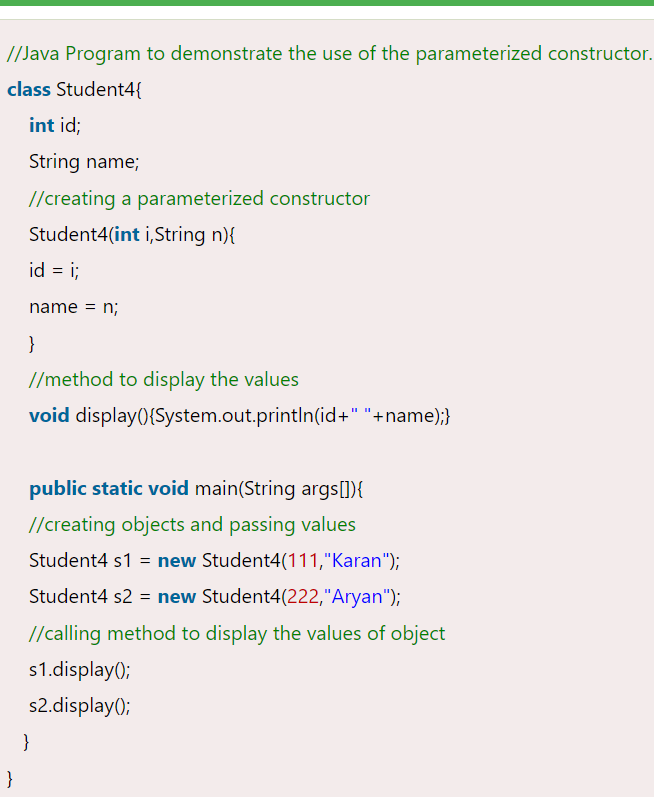 //Java Program to demonstrate the use of the parameterized constructor.
class Student4{
int id;
String name;
//creating a parameterized constructor
Student4(int i,String n){
id = i;
name = n;
}
//method to display the values
void display(){System.out.println(id+" "+name);}
public static void main(String args[]){
//creating objects and passing values
Student4 s1 = new Student4(111,"Karan");
Student4 s2 = new Student4(222,"Aryan");
//calling method to display the values of object
s1.display();
s2.display();
}
}